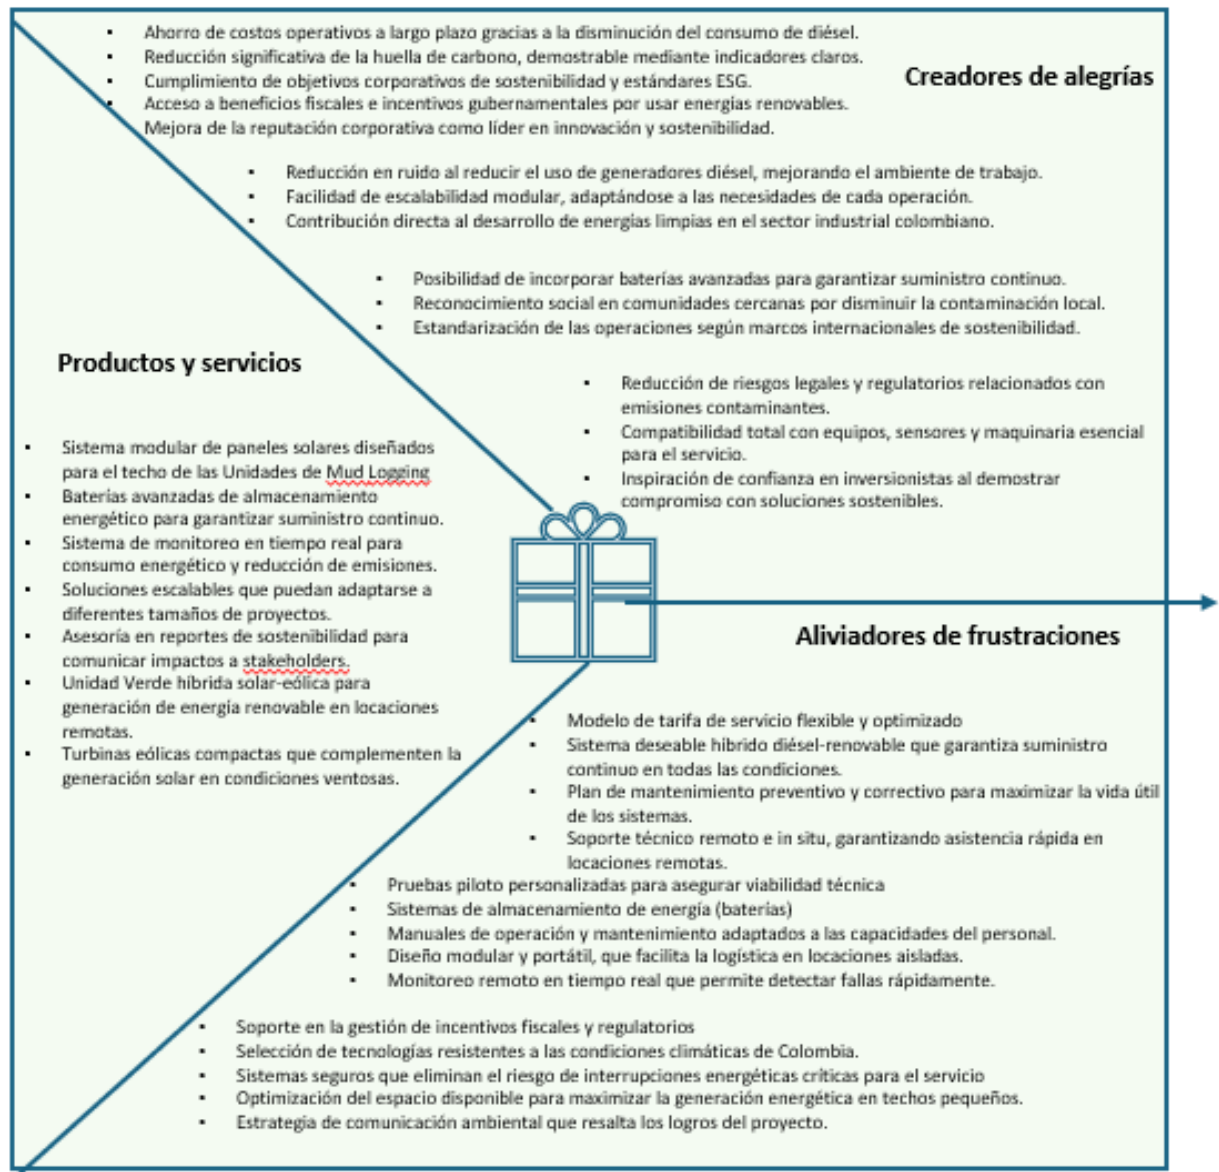 ▪ Ahorro de costos operativos a largo plazo gracias a la disminución del consumo de diésel.
▪ Reducción significativa de la huella de carbono, demostrable mediante indicadores claros.
▪ Cumplimiento de objetivos corporativos de sostenibilidad y estándares ESG.
▪ Acceso a beneficios fiscales e incentivos gubernamentales por usar energías renovables.
Mejora de la reputación corporativa como líder en innovación y sostenibilidad.
Creadores de alegrías
▪ Reducción en ruido al reducir el uso de generadores diésel, mejorando el ambiente de trabajo.
▪ Facilidad de escalabilidad modular, adaptándose a las necesidades de cada operación.
▪ Contribución directa al desarrollo de energías limpias en el sector industrial colombiano.
▪ Posibilidad de incorporar baterías avanzadas para garantizar suministro continuo.
▪ Reconocimiento social en comunidades cercanas por disminuir la contaminación local.
▪ Estandarización de las operaciones según marcos internacionales de sostenibilidad.
▪ Reducción de riesgos legales y regulatorios relacionados con
emisiones contaminantes.
▪ Compatibilidad total con equipos, sensores y maquinaria esencial
para el servicio.
▪ Inspiración de confianza en inversionistas al demostrar
compromiso con soluciones sostenibles.
Productos y servicios
▪ Sistema modular de paneles solares diseñados
para el techo de las Unidades de Mud Logging
▪ Baterías avanzadas de almacenamiento
energético para garantizar suministro continuo.
▪ Sistema de monitoreo en tiempo real para
consumo energético y reducción de emisiones.
▪ Soluciones escalables que puedan adaptarse a
diferentes tamaños de proyectos.
▪ Asesoría en reportes de sostenibilidad para
comunicar impactos a stakeholders.
▪ Unidad Verde híbrida solar-eólica para
generación de energía renovable en locaciones
remotas.
▪ Turbinas eólicas compactas que complementen la
generación solar en condiciones ventosas.
Aliviadores de frustraciones
▪ Modelo de tarifa de servicio flexible y optimizado
▪ Sistema deseable híbrido diésel-renovable que garantiza suministro
continuo en todas las condiciones.
▪ Plan de mantenimiento preventivo y correctivo para maximizar la vida útil
de los sistemas.
▪ Soporte técnico remoto e in situ, garantizando asistencia rápida en
locaciones remotas.
▪ Pruebas piloto personalizadas para asegurar viabilidad técnica
▪ Sistemas de almacenamiento de energía (baterías)
▪ Manuales de operación y mantenimiento adaptados a las capacidades del personal.
▪ Diseño modular y portátil, que facilita la logística en locaciones aisladas.
▪ Monitoreo remoto en tiempo real que permite detectar fallas rápidamente.
▪ Soporte en la gestión de incentivos fiscales y regulatorios
▪ Selección de tecnologías resistentes a las condiciones climáticas de Colombia.
▪ Sistemas seguros que eliminan el riesgo de interrupciones energéticas críticas para el servicio
▪ Optimización del espacio disponible para maximizar la generación energética en techos pequeños.
▪ Estrategia de comunicación ambiental que resalta los logros del proyecto.